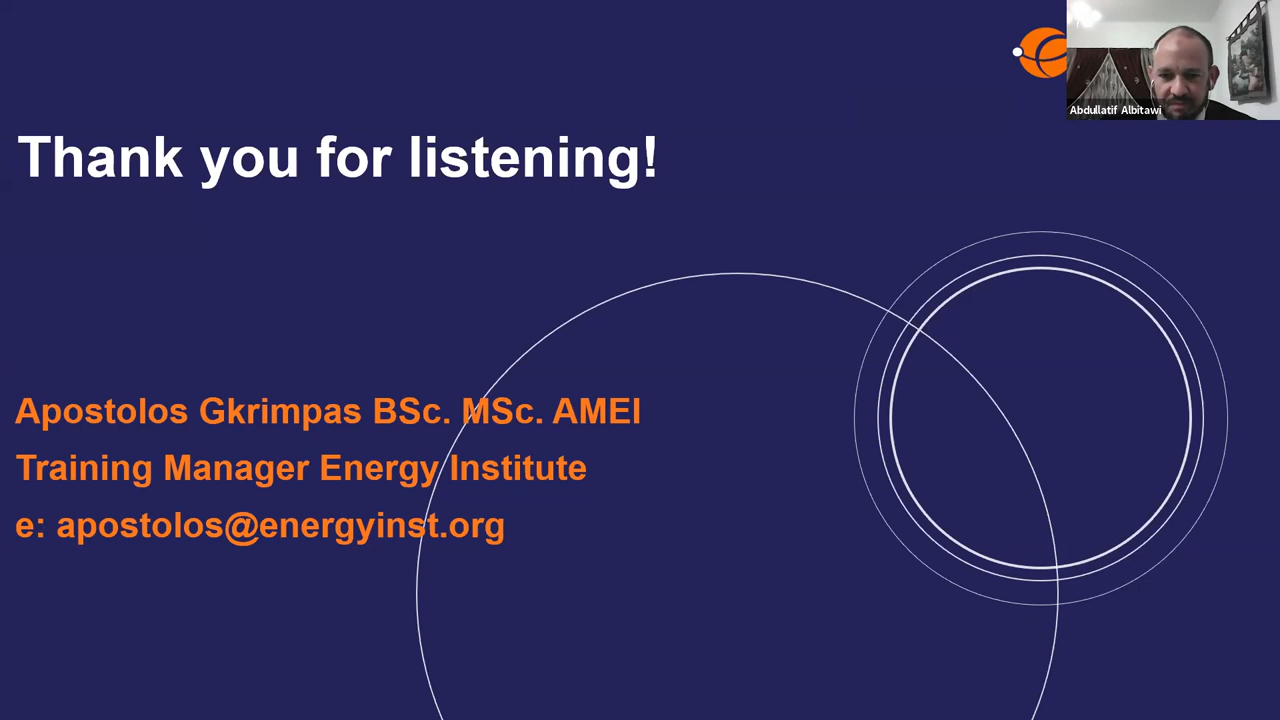 Abdullatif Albitawi
Thank you for listening!
Apostolos Gkrimpas BSc. MSc. AMEI
Training Manager Energy Institute
e: apostolos@energyinst.org